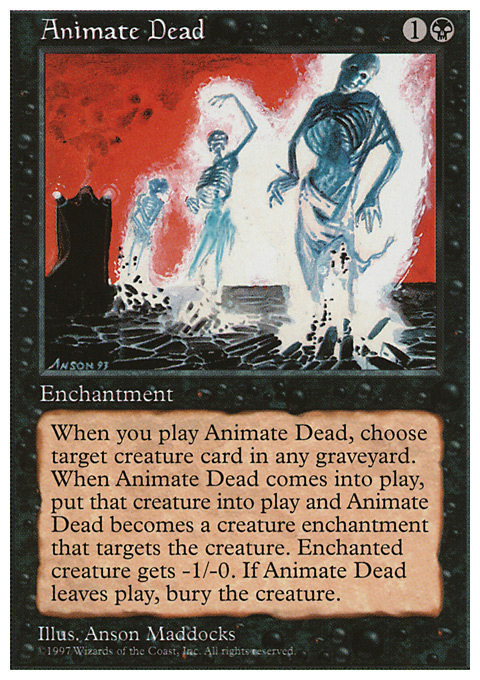 Animate Dead 1
ANSON 93
Enchantment
When you play Animate Dead, choose
target creature card in any graveyard.
When Animate Dead comes into play,
put that creature into play and Animate
Dead becomes a creature enchantment
that targets the creature. Enchanted
creature gets -1/-0. If Animate Dead
leaves play, bury the creature.
Illus. Anson Maddocks
©1997 Wizards of the Coast, Inc. All rights reserved.